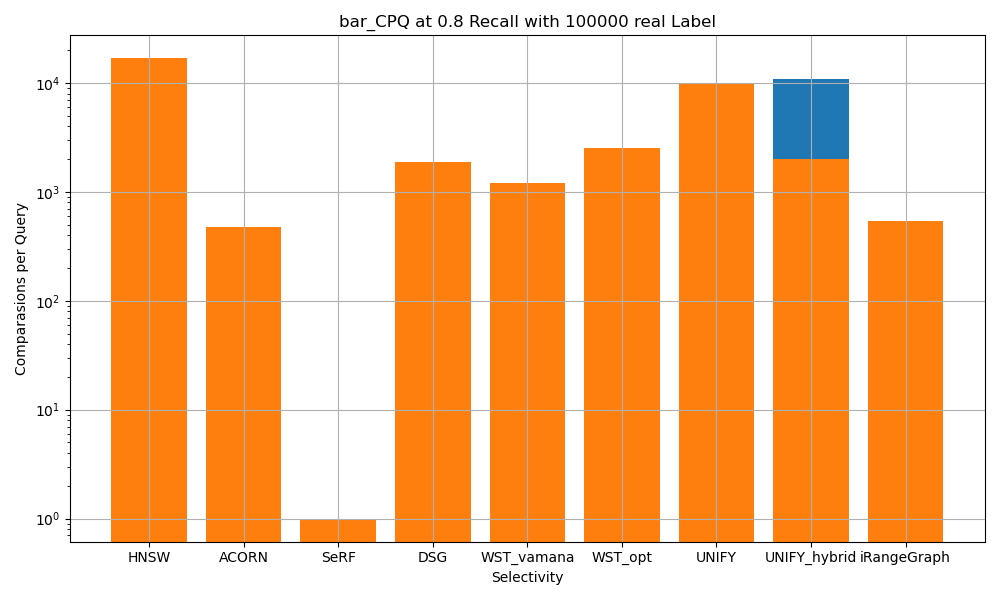 bar_CPQ at 0.8 Recall with 100000 real Label
Comparasions per Query
10^4
10^3
10^2
10^1
10^0
HNSW ACORN SeRF DSG WST_vamana WST_opt UNIFY UNIFY_hybrid iRangeGraph
Selectivity